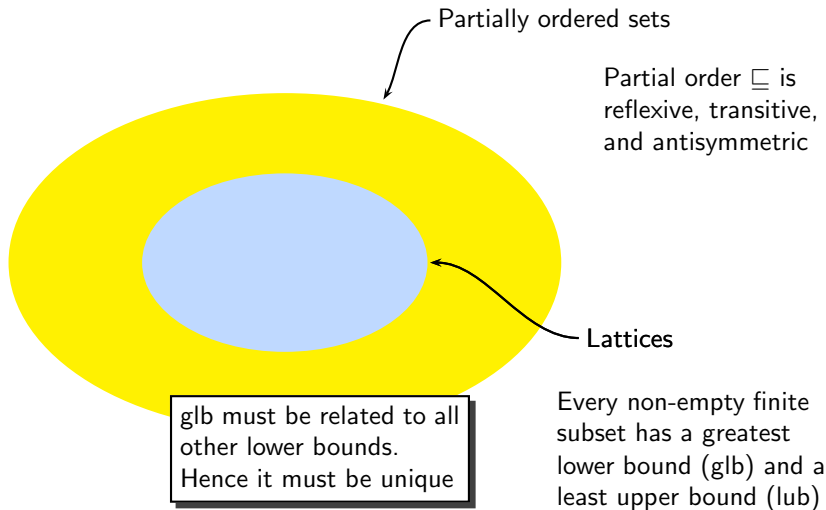 Partially ordered sets
Partial order ⊑ is
reflexive, transitive,
and antisymmetric
Lattices
glb must be related to all
other lower bounds.
Hence it must be unique
Every non-empty finite
subset has a greatest
lower bound (glb) and a
least upper bound (lub)